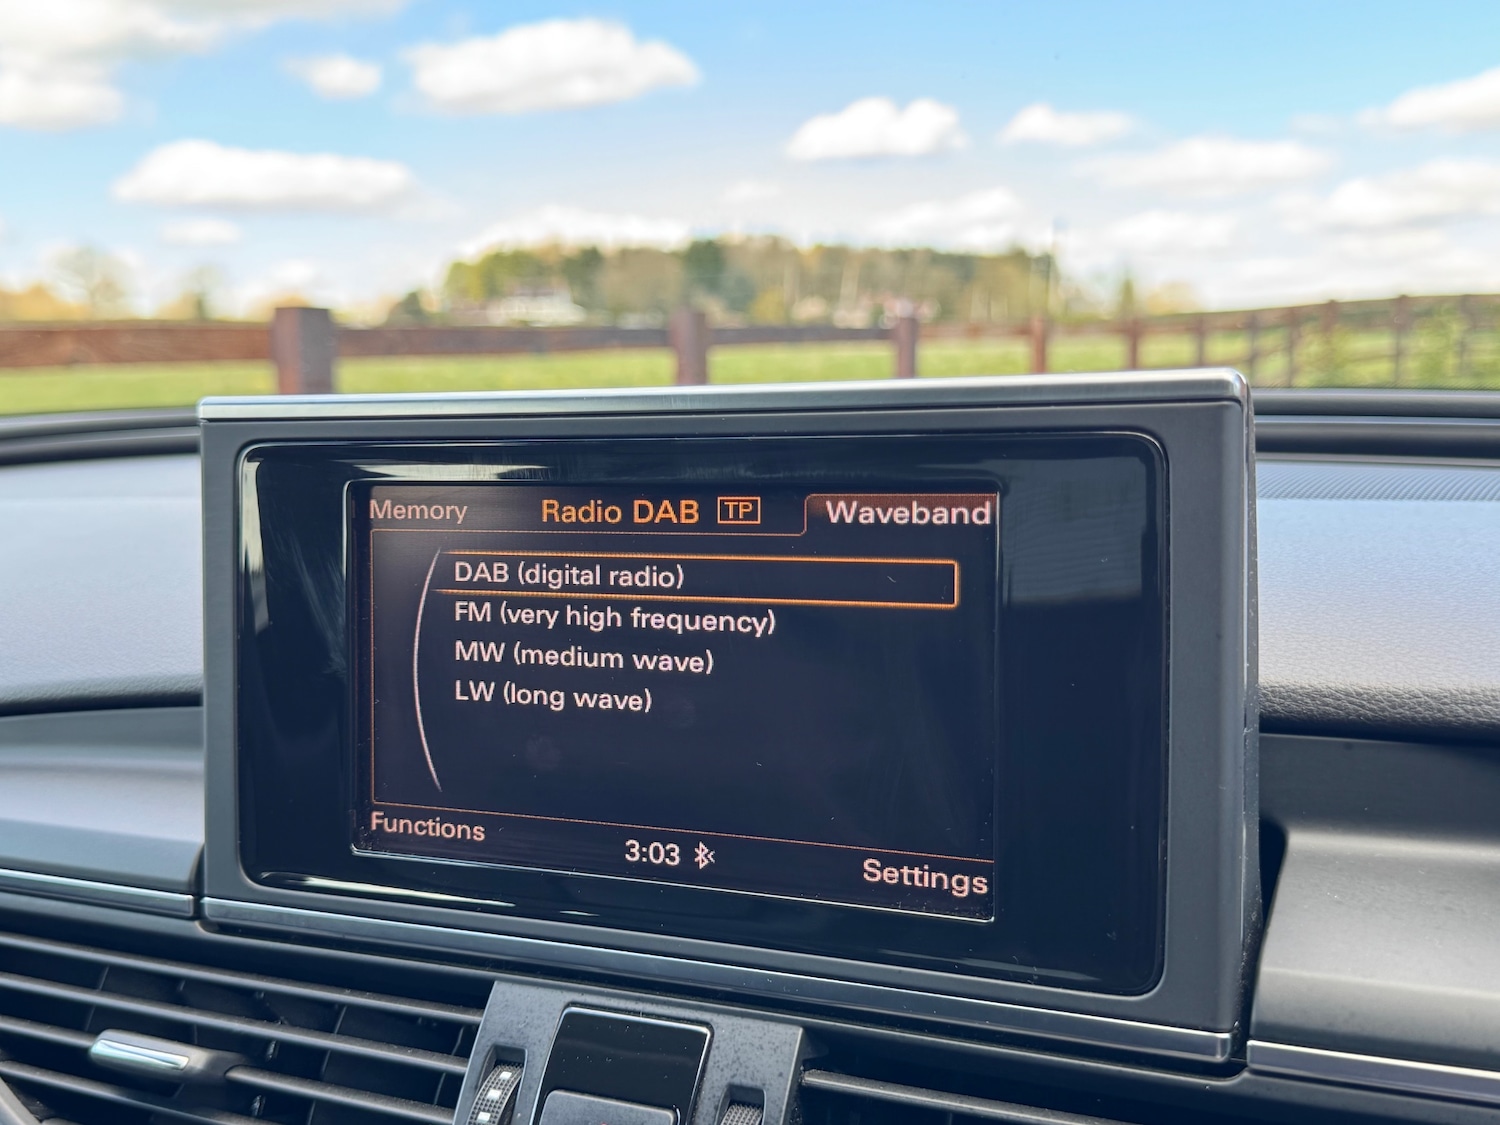 Memory Radio DAB TP Waveband
DAB (digital radio)
FM (very high frequency)
MW (medium wave)
LW (long wave)
Functions 3:03 Settings